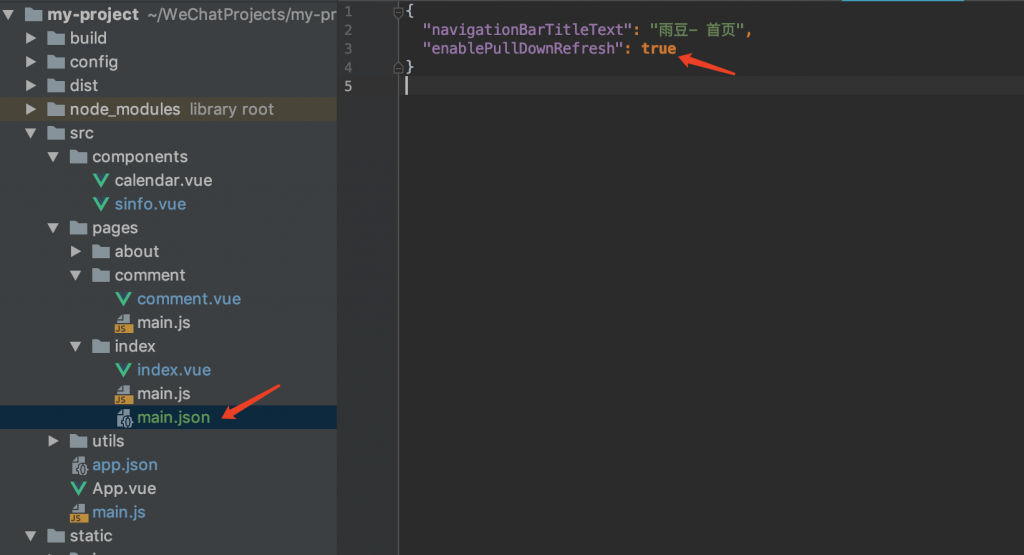 my-project ~/WeChatProjects/my-pr
build
config
dist
node_modules library root
src
components
calendar.vue
sinfo.vue
pages
about
comment
comment.vue
main.js
index
index.vue
main.js
main.json
utils
app.json
App.vue
main.js
static
1 {
2 "navigationBarTitleText": "雨豆- 首页",
3 "enablePullDownRefresh": true
4 }
5